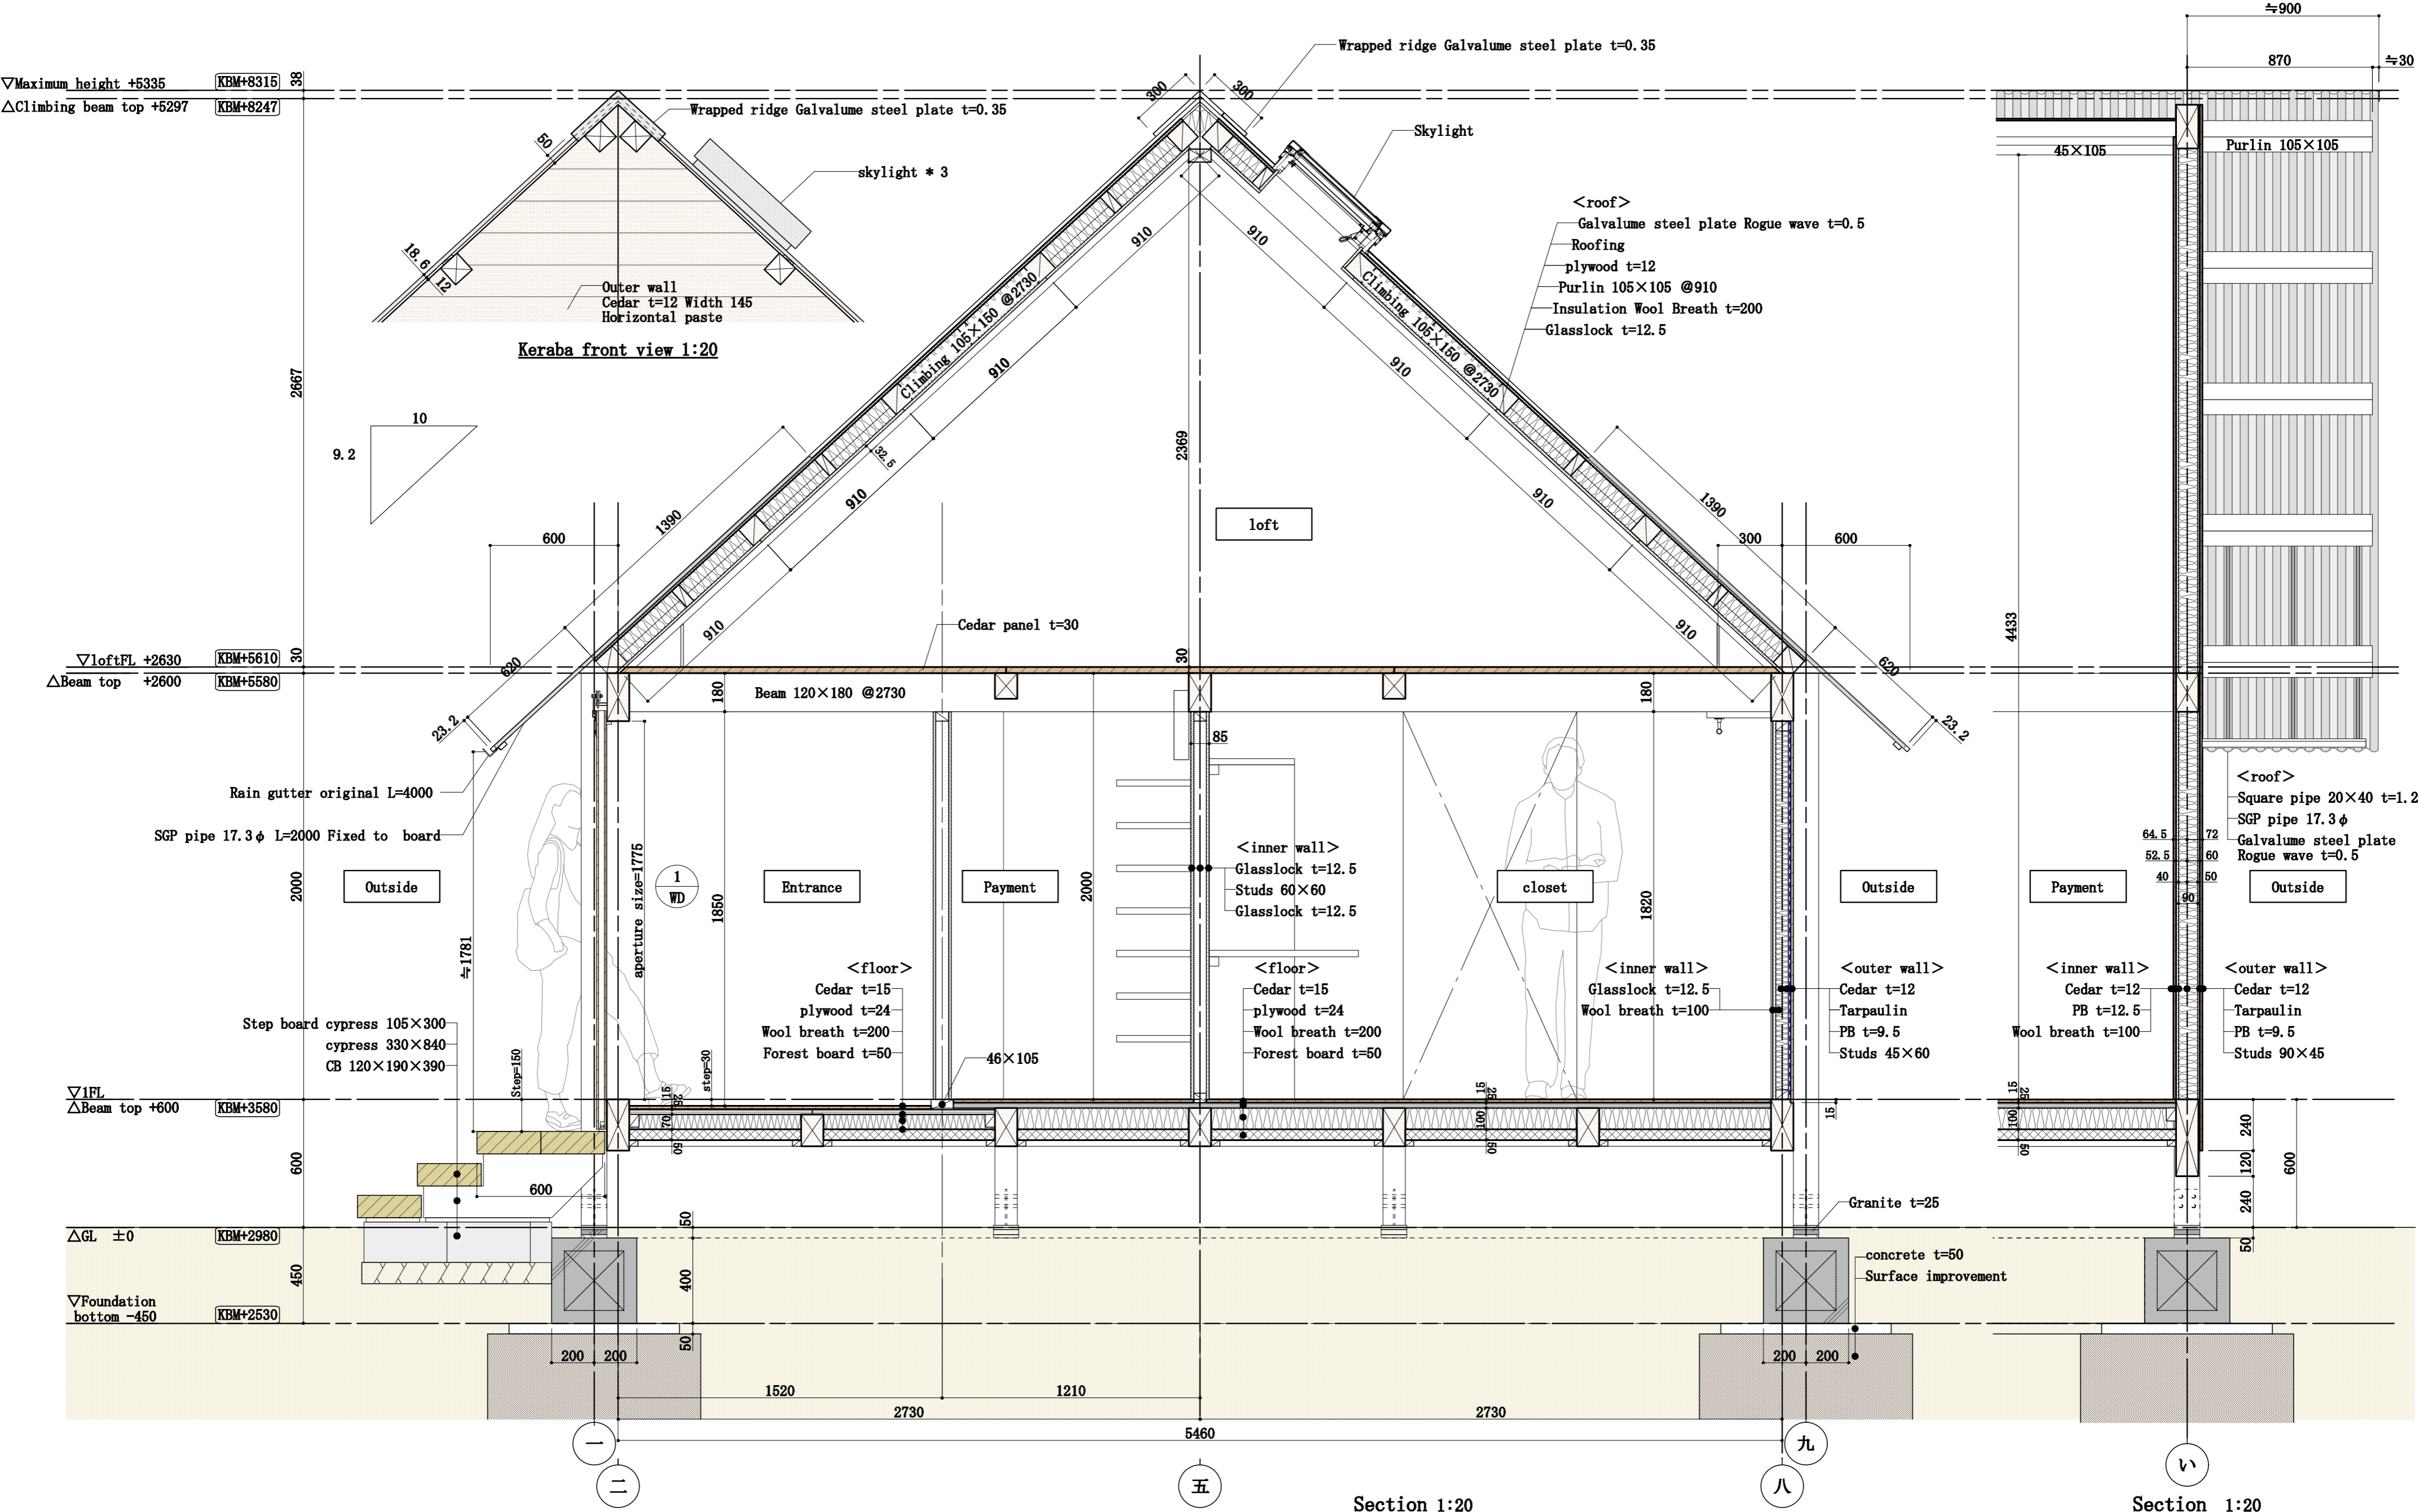 ≒900
870
≒30
Wrapped ridge Galvalume steel plate t=0.35
▽Maximum height +5335
KBM+8315
38
△Climbing beam top +5297
KBM+8247
300
300
Wrapped ridge Galvalume steel plate t=0.35
Skylight
50
skylight * 3
45×105
Purlin 105×105
<roof>
Galvalume steel plate Rogue wave t=0.5
Roofing
plywood t=12
Purlin 105×105 @910
Insulation Wool Breath t=200
Glasslock t=12.5
18.6
12
Outer wall
Cedar t=12 Width 145
Horizontal paste
Keraba front view 1:20
910
910
Climbing 105×150 @2730
Climbing 105×150 @2730
2667
910
910
10
9.2
2369
32.5
910
910
1390
1390
loft
600
300
600
4433
910
910
Cedar panel t=30
▽loftFL +2630
KBM+5610
30
30
620
620
△Beam top +2600
KBM+5580
180
Beam 120×180 @2730
180
23.2
23.2
85
Rain gutter original L=4000
SGP pipe 17.3φ L=2000 Fixed to board
<roof>
Square pipe 20×40 t=1.2
SGP pipe 17.3φ
Galvalume steel plate
Rogue wave t=0.5
64.5
72
52.5
60
40
50
90
<inner wall>
Glasslock t=12.5
Studs 60×60
Glasslock t=12.5
2000
Outside
aperture size=1775
1
WD
Entrance
Payment
1850
2000
closet
1820
Outside
Payment
Outside
≒1781
<floor>
Cedar t=15
plywood t=24
Wool breath t=200
Forest board t=50
<floor>
Cedar t=15
plywood t=24
Wool breath t=200
Forest board t=50
<inner wall>
Glasslock t=12.5
Wool breath t=100
<outer wall>
Cedar t=12
Tarpaulin
PB t=9.5
Studs 45×60
<inner wall>
Cedar t=12
PB t=12.5
Wool breath t=100
<outer wall>
Cedar t=12
Tarpaulin
PB t=9.5
Studs 90×45
Step board cypress 105×300
cypress 330×840
CB 120×190×390
46×105
Step=150
step=30
▽1FL
△Beam top +600
KBM+3580
15
25
70
50
15
25
100
50
15
15
25
100
50
240
120
240
50
600
600
600
Granite t=25
△GL ±0
KBM+2980
50
450
400
50
concrete t=50
Surface improvement
▽Foundation
bottom -450
KBM+2530
200
200
200
200
1520
1210
2730
2730
5460
一
九
二
五
八
い
Section 1:20
Section 1:20